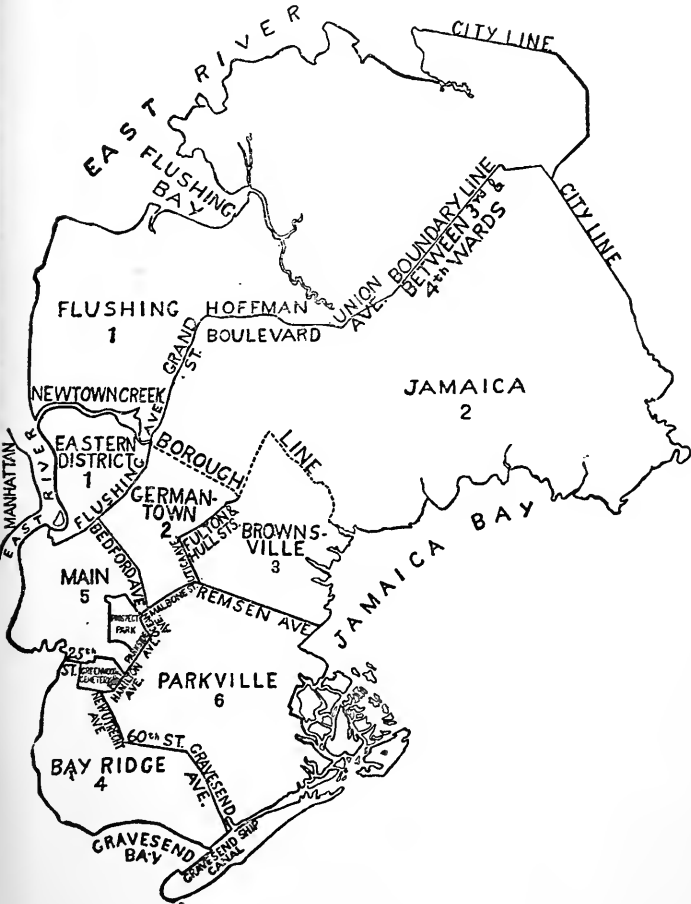 EAST RIVER
CITY LINE
FLUSHING
BAY
UNION
AVE.
BOUNDARY LINE
BETWEEN 3rd &
4th WARDS
CITY LINE
FLUSHING
1
HOFFMAN
BOULEVARD
GRAND
ST.
JAMAICA
2
NEWTOWN CREEK
MANHATTAN
EAST RIVER
EASTERN
DISTRICT
1
FLUSHING
AVE.
BOROUGH
LINE
GERMAN-
TOWN
2
UTICA AVE.
FULTON &
HULL STS.
BROWNS-
VILLE
3
JAMAICA BAY
BEDFORD AVE.
MAIN
5
MALBONE ST.
REMSEN AVE.
PROSPECT
PARK
PARKSIDE
AVE.
25th
ST.
GREENWOOD
CEMETERY
HAMILTON
AVE.
PARKVILLE
6
NEW UTRECHT
AVE
60th ST.
GRAVESEND
AVE.
GRAVESEND
BAY RIDGE
4
GRAVESEND
BAY
GRAVESEND SHIP
CANAL